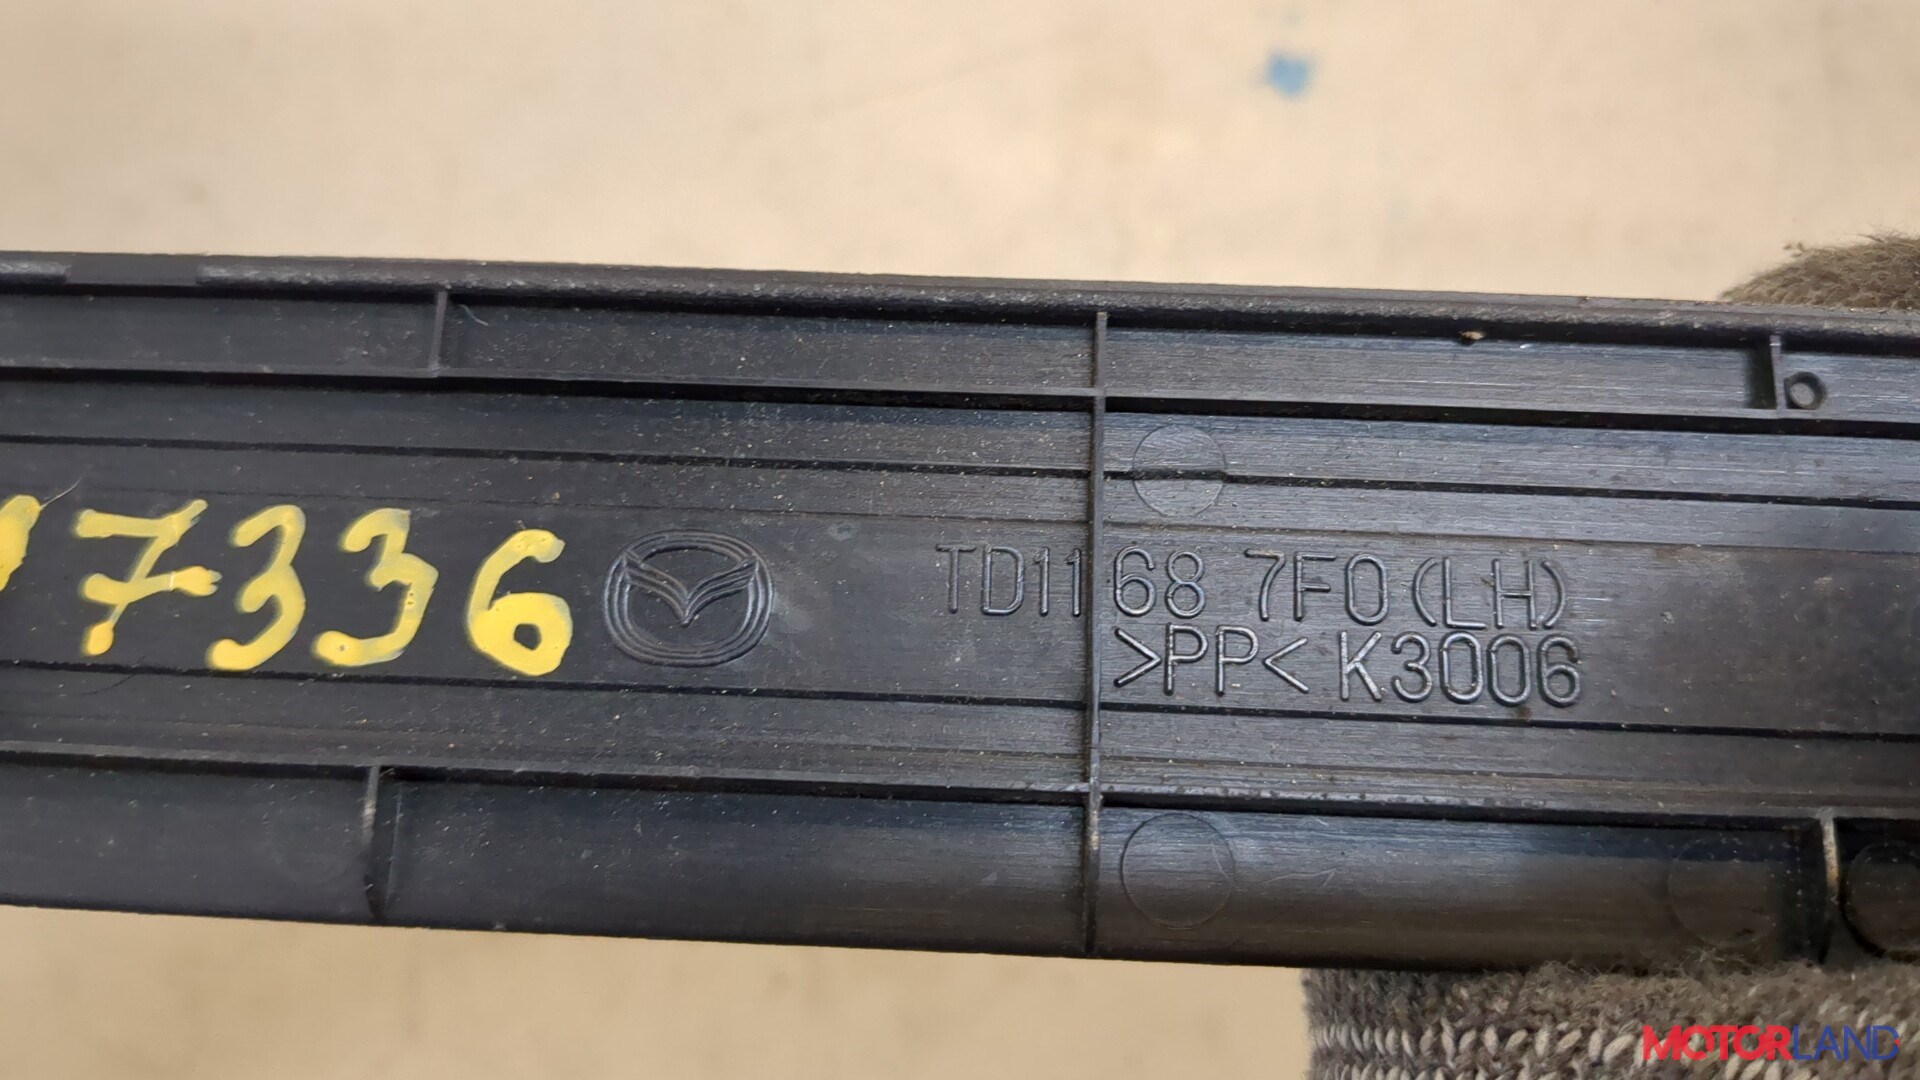 7336
TD11 68 7F0 (LH)
>PP< K3006
MOTORLAND